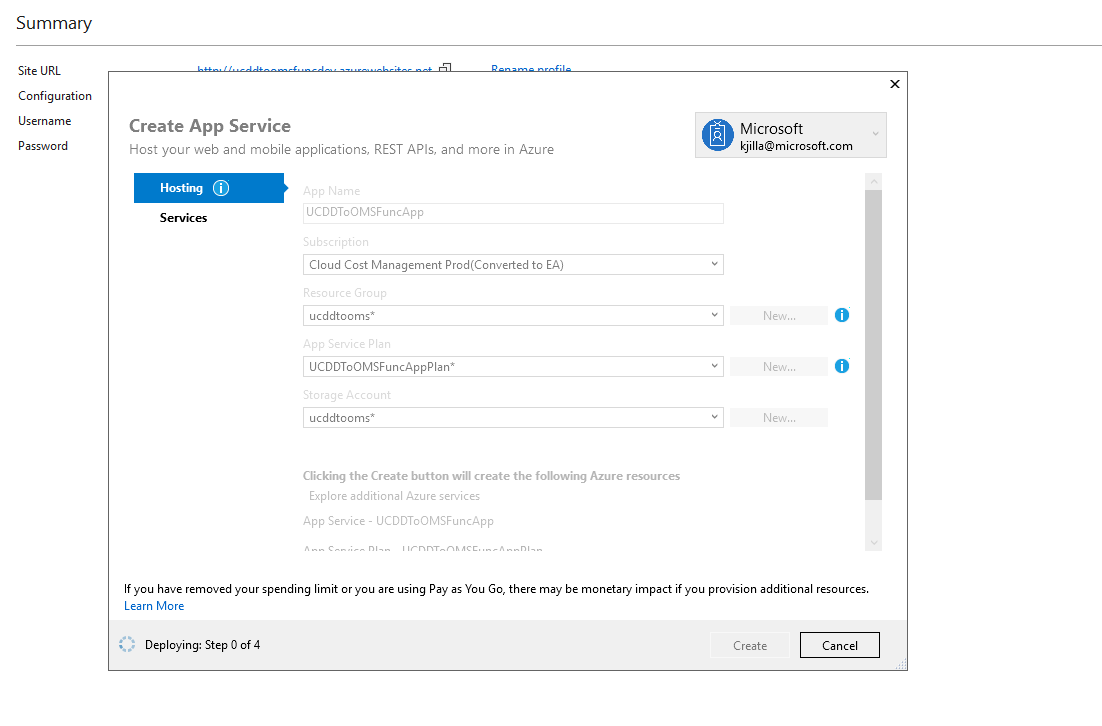 Summary
Site URL
http://ucddtoomsfuncdev.azurewebsites.net
Rename profile
Configuration
Username
Password
Create App Service
Host your web and mobile applications, REST APIs, and more in Azure
Microsoft
kjilla@microsoft.com
Hosting
Services
App Name
UCDDToOMSFuncApp
Subscription
Cloud Cost Management Prod(Converted to EA)
Resource Group
ucddtooms*
New...
App Service Plan
UCDDToOMSFuncAppPlan*
New...
Storage Account
ucddtooms*
New...
Clicking the Create button will create the following Azure resources
Explore additional Azure services
App Service - UCDDToOMSFuncApp
App Service Plan - UCDDToOMSFuncAppPlan
If you have removed your spending limit or you are using Pay as You Go, there may be monetary impact if you provision additional resources.
Learn More
Deploying: Step 0 of 4
Create
Cancel